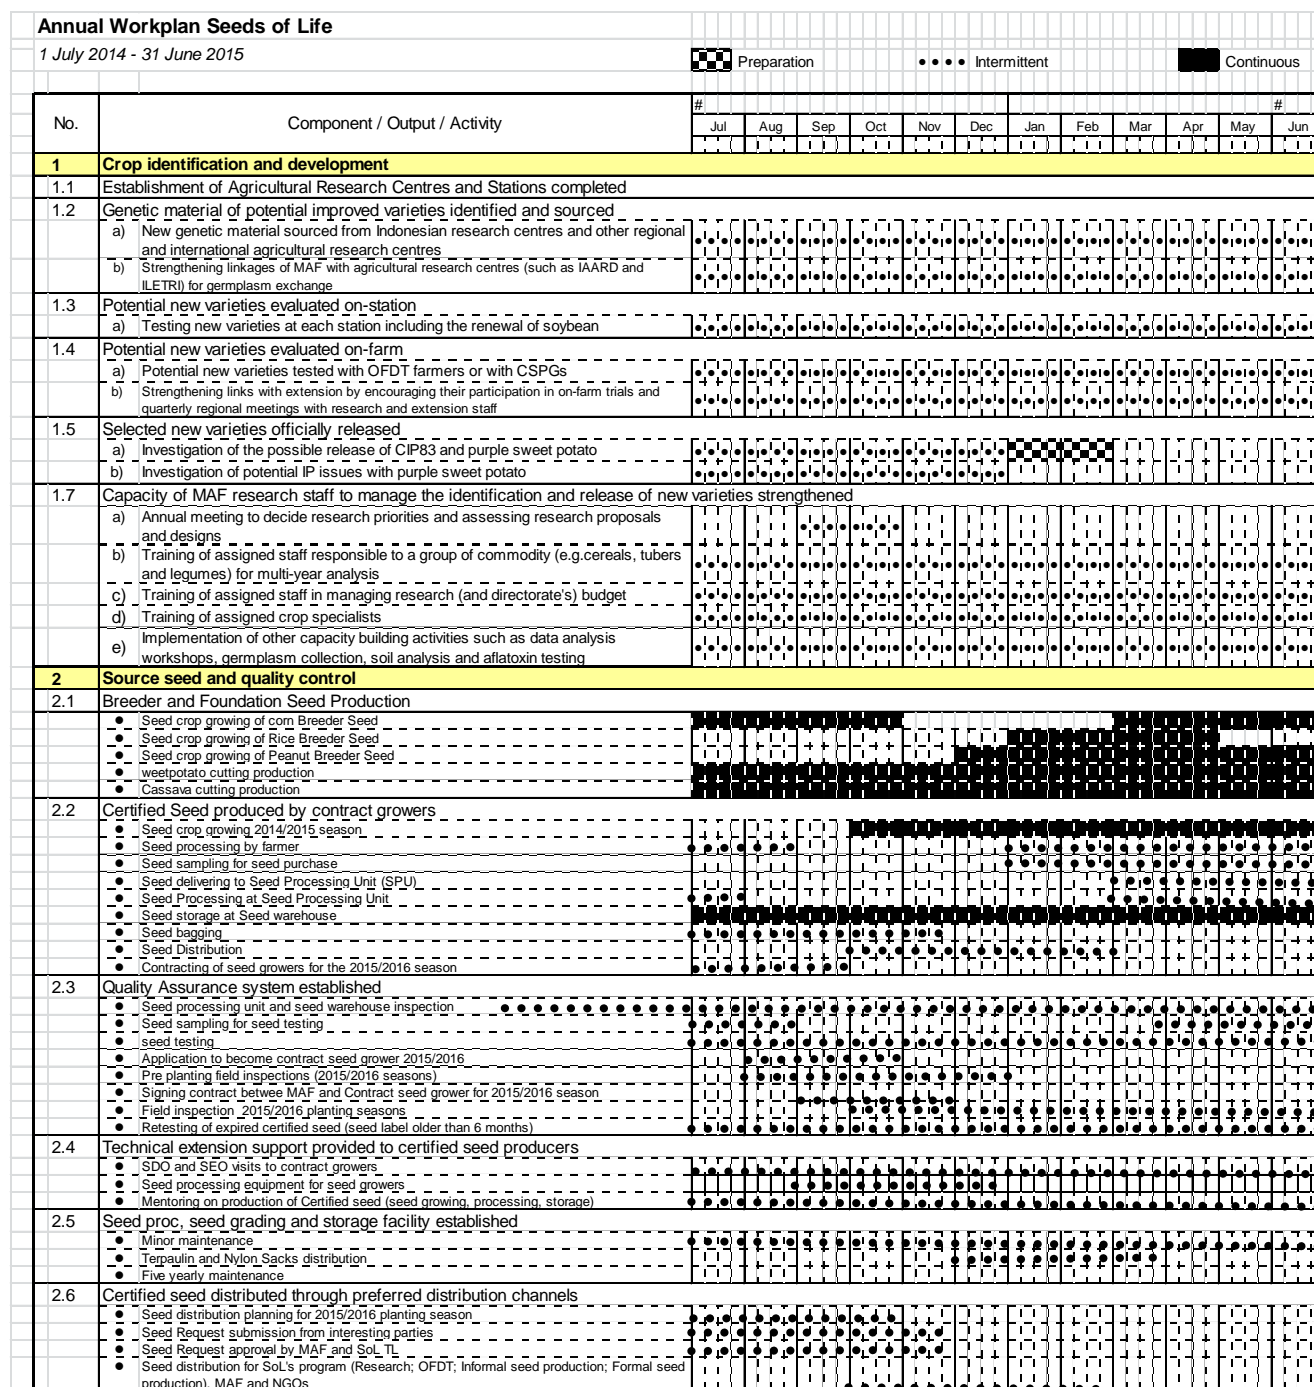 Annual Workplan Seeds of Life
1 July 2014 - 31 June 2015
Preparation
Intermittent
Continuous
# #
No. Component / Output / Activity Jul Aug Sep Oct Nov Dec Jan Feb Mar Apr May Jun
1 Crop identification and development
1.1 Establishment of Agricultural Research Centres and Stations completed
1.2 Genetic material of potential improved varieties identified and sourced
a) New genetic material sourced from Indonesian research centres and other regional
and international agricultural research centres
b) Strengthening linkages of MAF with agricultural research centres (such as IAARD and
ILETRI) for germplasm exchange
1.3 Potential new varieties evaluated on-station
a) Testing new varieties at each station including the renewal of soybean
1.4 Potential new varieties evaluated on-farm
a) Potential new varieties tested with OFDT farmers or with CSPGs
b) Strengthening links with extension by encouraging their participation in on-farm trials and
quarterly regional meetings with research and extension staff
1.5 Selected new varieties officially released
a) Investigation of the possible release of CIP83 and purple sweet potato
b) Investigation of potential IP issues with purple sweet potato
1.7 Capacity of MAF research staff to manage the identification and release of new varieties strengthened
a) Annual meeting to decide research priorities and assessing research proposals
and designs
b) Training of assigned staff responsible to a group of commodity (e.g.cereals, tubers
and legumes) for multi-year analysis
c) Training of assigned staff in managing research (and directorate's) budget
d) Training of assigned crop specialists
e) Implementation of other capacity building activities such as data analysis
workshops, germplasm collection, soil analysis and aflatoxin testing
2 Source seed and quality control
2.1 Breeder and Foundation Seed Production
● Seed crop growing of corn Breeder Seed
● Seed crop growing of Rice Breeder Seed
● Seed crop growing of Peanut Breeder Seed
● weetpotato cutting production
● Cassava cutting production
2.2 Certified Seed produced by contract growers
● Seed crop growing 2014/2015 season
● Seed processing by farmer
● Seed sampling for seed purchase
● Seed delivering to Seed Processing Unit (SPU)
● Seed Processing at Seed Processing Unit
● Seed storage at Seed warehouse
● Seed bagging
● Seed Distribution
● Contracting of seed growers for the 2015/2016 season
2.3 Quality Assurance system established
● Seed processing unit and seed warehouse inspection
● Seed sampling for seed testing
● seed testing
● Application to become contract seed grower 2015/2016
● Pre planting field inspections (2015/2016 seasons)
● Signing contract betwee MAF and Contract seed grower for 2015/2016 season
● Field inspection 2015/2016 planting seasons
● Retesting of expired certified seed (seed label older than 6 months)
2.4 Technical extension support provided to certified seed producers
● SDO and SEO visits to contract growers
● Seed processing equipment for seed growers
● Mentoring on production of Certified seed (seed growing, processing, storage)
2.5 Seed proc, seed grading and storage facility established
● Minor maintenance
● Terpaulin and Nylon Sacks distribution
● Five yearly maintenance
2.6 Certified seed distributed through preferred distribution channels
● Seed distribution planning for 2015/2016 planting season
● Seed Request submission from interesting parties
● Seed Request approval by MAF and SoL TL
● Seed distribution for SoL's program (Research; OFDT; Informal seed production; Formal seed
production), MAF and NGOs